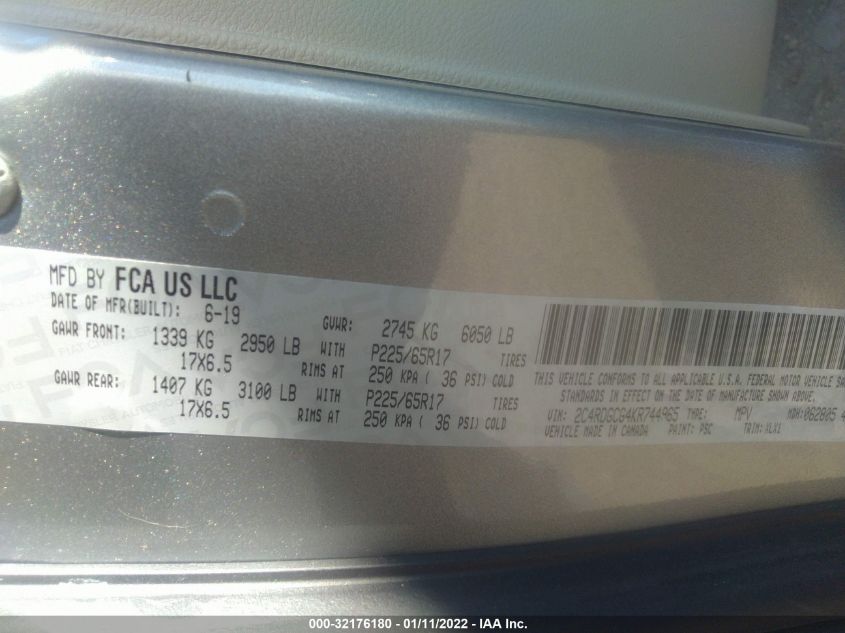 MFD BY FCA US LLC
DATE OF MFR(BUILT): 6-19 GVWR: 2745 KG 6050 LB
GAWR FRONT: 1339 KG 2950 LB WITH P225/65R17 TIRES
17X6.5 RIMS AT 250 KPA ( 36 PSI) COLD
GAWR REAR: 1407 KG 3100 LB WITH P225/65R17 TIRES
17X6.5 RIMS AT 250 KPA ( 36 PSI) COLD
THIS VEHICLE CONFORMS TO ALL APPLICABLE U.S.A. FEDERAL MOTOR VEHICLE
STANDARDS IN EFFECT ON THE DATE OF MANUFACTURE SHOWN ABOVE.
VIN: 2C4RDGCG4KR744965 TYPE: MPV MDH:062805
VEHICLE MADE IN CANADA PAINT: PSC TRIM:
000-32176180 - 01/11/2022 - IAA Inc.